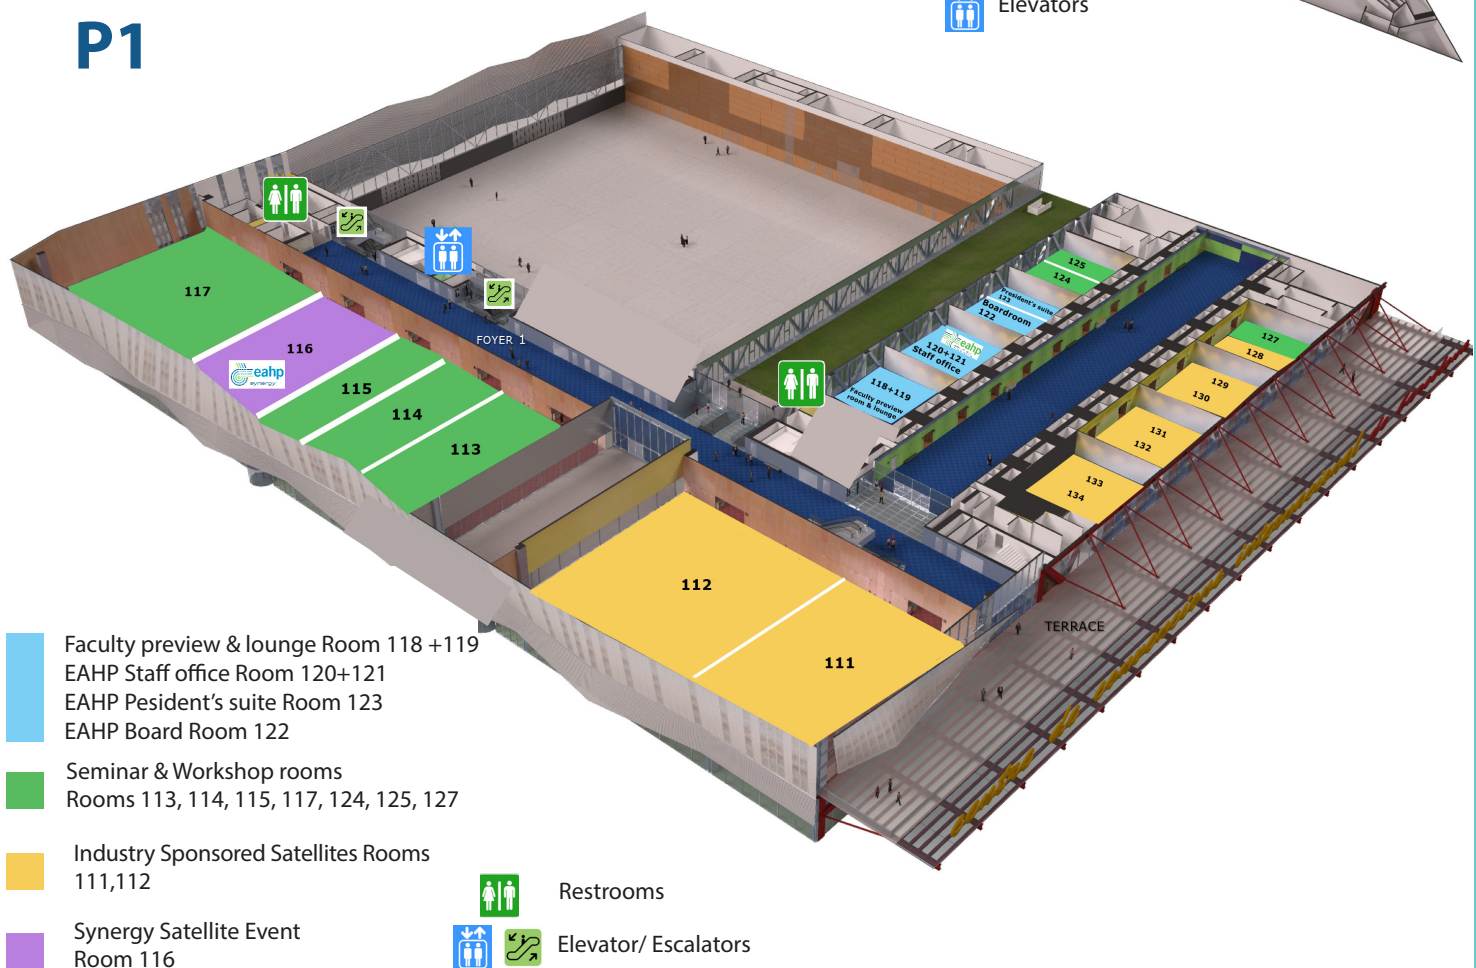 Elevators
P1
117
116
eahp
synergy
115
114
113
FOYER 1
125
124
President's suite
123
Boardroom
122
eahp
120+121
Staff office
118+119
Faculty preview
room & lounge
127
128
129
130
131
132
133
134
112
111
TERRACE
Faculty preview & lounge Room 118 +119
EAHP Staff office Room 120+121
EAHP Pesident's suite Room 123
EAHP Board Room 122
Seminar & Workshop rooms
Rooms 113, 114, 115, 117, 124, 125, 127
Industry Sponsored Satellites Rooms
111,112
Synergy Satellite Event
Room 116
Restrooms
Elevator/ Escalators